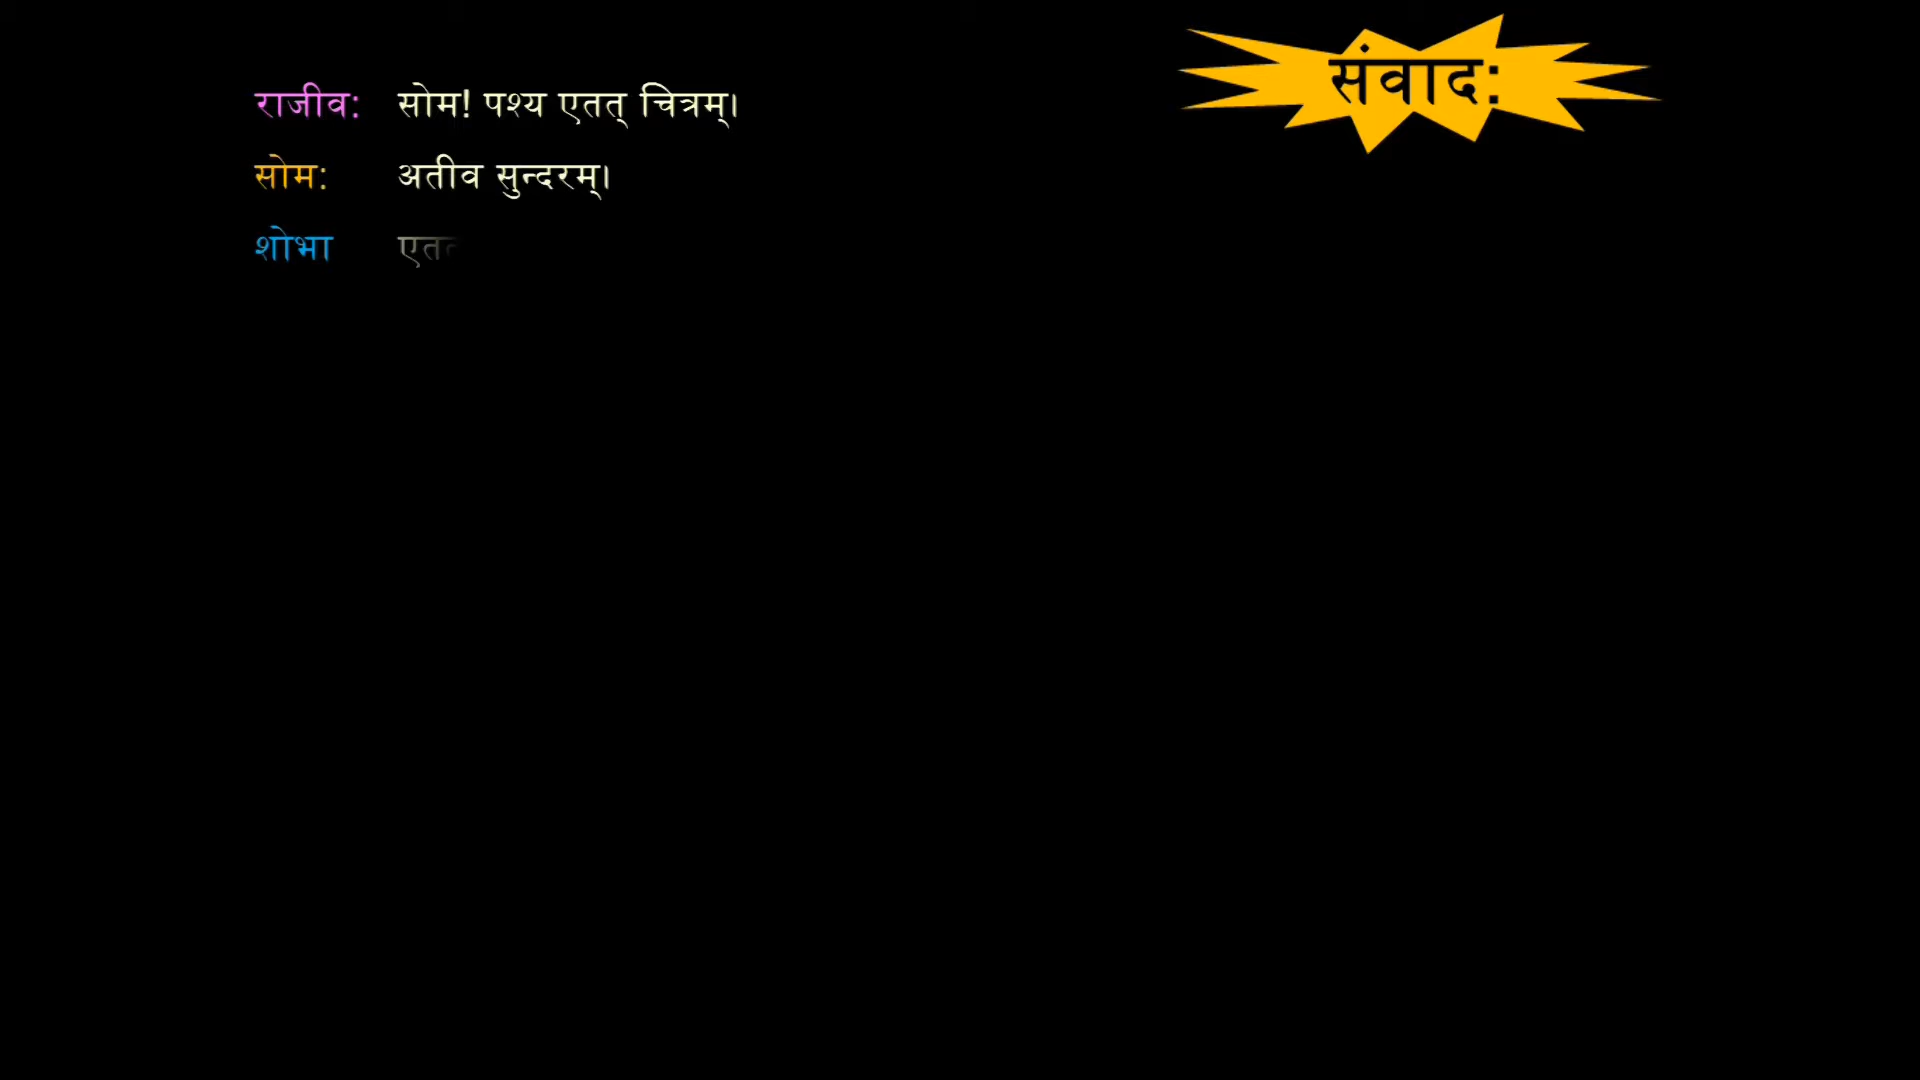 संवाद:
राजीव: सोम! पश्य एतत् चित्रम्।
सोम: अतीव सुन्दरम्।
शोभा